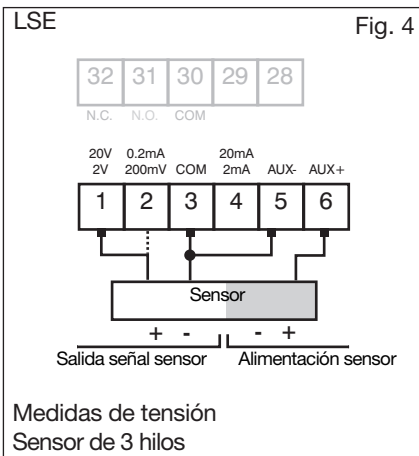 LSE Fig. 4
32 31 30 29 28
N.C. N.O. COM
20V 0.2mA 20mA
2V 200mV COM 2mA AUX- AUX+
1 2 3 4 5 6
Sensor
+ - - +
Salida señal sensor Alimentación sensor
Medidas de tensión
Sensor de 3 hilos